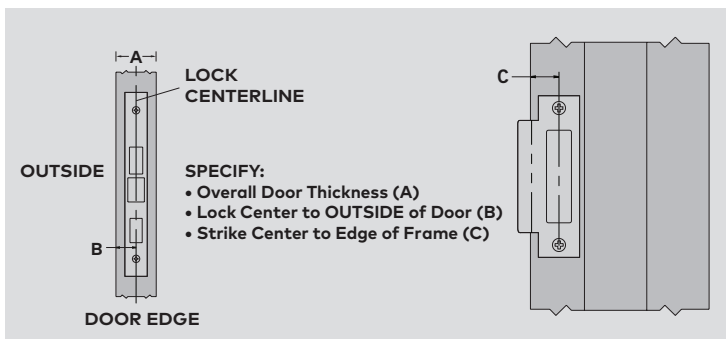 A
LOCK
CENTERLINE
OUTSIDE
SPECIFY:
• Overall Door Thickness (A)
• Lock Center to OUTSIDE of Door (B)
• Strike Center to Edge of Frame (C)
B
DOOR EDGE
C